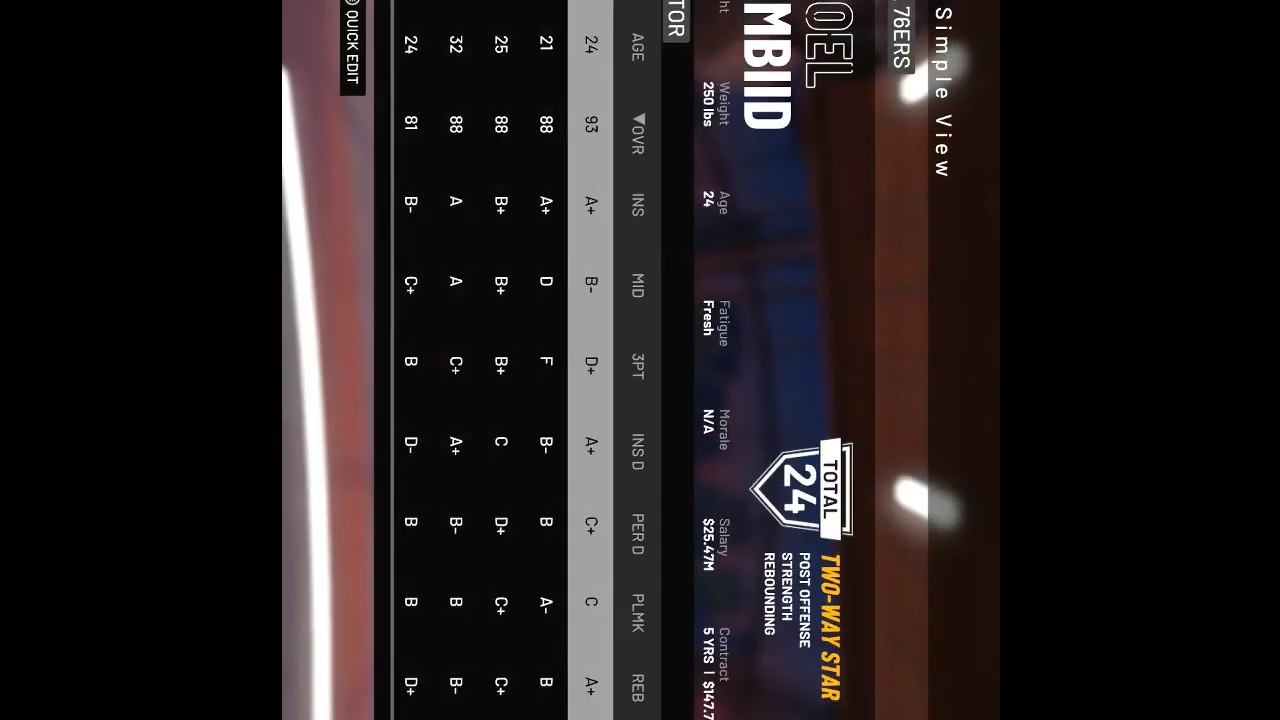 Simple View
76ERS
OEL
MBIID
TOTAL
24
TWO-WAY STAR
POST OFFENSE
STRENGTH
REBOUNDING
ht Weight Age Fatigue Morale Salary Contract
250 lbs 24 Fresh N/A $25.47M 5 YRS | $147.7
TOR
AGE ▼OVR INS MID 3PT INS D PER D PLMK REB
24 93 A+ B- D+ A+ C+ C A+
21 88 A+ D F B- B A- B
25 88 B+ B+ B+ C D+ C+ C+
32 88 A A C+ A+ B- B B-
24 81 B- C+ B D- B B D+
QUICK EDIT